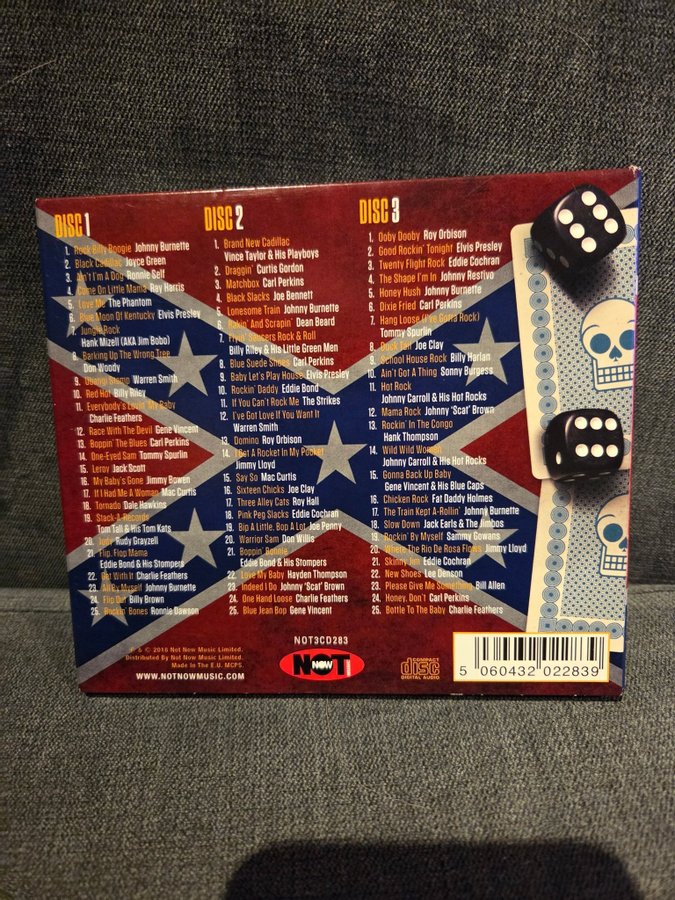 DISC 1
1. Rock Billy Boogie Johnny Burnette
2. Black Cadillac Joyce Green
3. Ain't I'm A Dog Ronnie Self
4. Come On Little Mama Ray Harris
5. Love Me The Phantom
6. Blue Moon Of Kentucky Elvis Presley
7. Jungle Rock
Hank Mizell (AKA Jim Bobo)
8. Barking Up The Wrong Tree
Don Woody
9. Ubangi Stomp Warren Smith
10. Red Hot Billy Riley
11. Everybody's Lovin' My Baby
Charlie Feathers
12. Race With The Devil Gene Vincent
13. Boppin' The Blues Carl Perkins
14. One-Eyed Sam Tommy Spurlin
15. Leroy Jack Scott
16. My Baby's Gone Jimmy Bowen
17. If I Had Me A Woman Mac Curtis
18. Tornado Dale Hawkins
19. Stack-A-Records
Tom Tall & His Tom Kats
20. Judy Rudy Grayzell
21. Flip, Flop Mama
Eddie Bond & His Stompers
22. Get With It Charlie Feathers
23. All By Myself Johnny Burnette
24. Flip Out Billy Brown
25. Rockin' Bones Ronnie Dawson
DISC 2
1. Brand New Cadillac
Vince Taylor & His Playboys
2. Draggin' Curtis Gordon
3. Matchbox Carl Perkins
4. Black Slacks Joe Bennett
5. Lonesome Train Johnny Burnette
6. Rakin' And Scrapin' Dean Beard
7. Flyin' Saucers Rock & Roll
Billy Riley & His Little Green Men
8. Blue Suede Shoes Carl Perkins
9. Baby Let's Play House Elvis Presley
10. Rockin' Daddy Eddie Bond
11. If You Can't Rock Me The Strikes
12. I've Got Love If You Want It
Warren Smith
13. Domino Roy Orbison
14. I Got A Rocket In My Pocket
Jimmy Lloyd
15. Say So Mac Curtis
16. Sixteen Chicks Joe Clay
17. Three Alley Cats Roy Hall
18. Pink Peg Slacks Eddie Cochran
19. Bip A Little, Bop A Lot Joe Penny
20. Warrior Sam Don Willis
21. Boppin' Bonnie
Eddie Bond & His Stompers
22. Love My Baby Hayden Thompson
23. Indeed I Do Johnny 'Scat' Brown
24. One Hand Loose Charlie Feathers
25. Blue Jean Bop Gene Vincent
DISC 3
1. Ooby Dooby Roy Orbison
2. Good Rockin' Tonight Elvis Presley
3. Twenty Flight Rock Eddie Cochran
4. The Shape I'm In Johnny Restivo
5. Honey Hush Johnny Burnette
6. Dixie Fried Carl Perkins
7. Hang Loose (I've Gotta Rock)
Tommy Spurlin
8. Duck Tail Joe Clay
9. School House Rock Billy Harlan
10. Ain't Got A Thing Sonny Burgess
11. Hot Rock
Johnny Carroll & His Hot Rocks
12. Mama Rock Johnny 'Scat' Brown
13. Rockin' In The Congo
Hank Thompson
14. Wild Wild Women
Johnny Carroll & His Hot Rocks
15. Gonna Back Up Baby
Gene Vincent & His Blue Caps
16. Chicken Rock Fat Daddy Holmes
17. The Train Kept A-Rollin' Johnny Burnette
18. Slow Down Jack Earls & The Jimbos
19. Rockin' By Myself Sammy Gowans
20. Where The Rio De Rosa Flows Jimmy Lloyd
21. Skinny Jim Eddie Cochran
22. New Shoes Lee Denson
23. Please Give Me Something Bill Allen
24. Honey, Don't Carl Perkins
25. Bottle To The Baby Charlie Feathers
℗ & © 2016 Not Now Music Limited.
Distributed By Not Now Music Limited.
Made In The E.U. MCPS.
WWW.NOTNOWMUSIC.COM
NOT3CD283
NOT NOW
COMPACT
disc
DIGITAL AUDIO
5 060432 022839